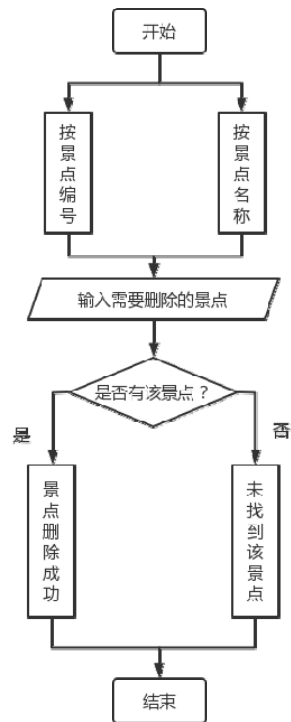 开始
按景点编号
按景点名称
输入需要删除的景点
是否有该景点？
是
否
景点删除成功
未找到该景点
结束